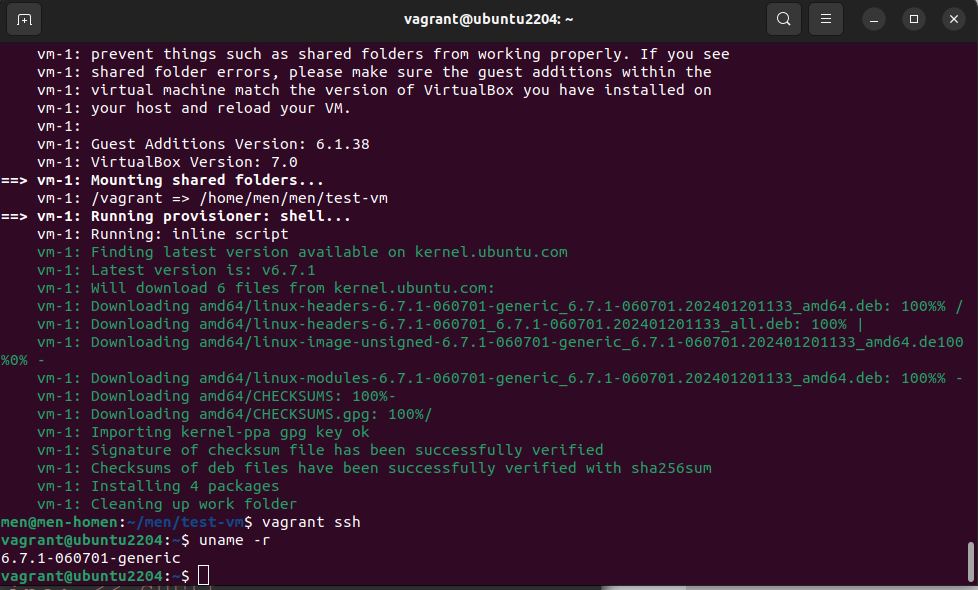 vagrant@ubuntu2204: ~
vm-1: prevent things such as shared folders from working properly. If you see
vm-1: shared folder errors, please make sure the guest additions within the
vm-1: virtual machine match the version of VirtualBox you have installed on
vm-1: your host and reload your VM.
vm-1:
vm-1: Guest Additions Version: 6.1.38
vm-1: VirtualBox Version: 7.0
==> vm-1: Mounting shared folders...
vm-1: /vagrant => /home/men/men/test-vm
==> vm-1: Running provisioner: shell...
vm-1: Running: inline script
vm-1: Finding latest version available on kernel.ubuntu.com
vm-1: Latest version is: v6.7.1
vm-1: Will download 6 files from kernel.ubuntu.com:
vm-1: Downloading amd64/linux-headers-6.7.1-060701-generic_6.7.1-060701.202401201133_amd64.deb: 100%% /
vm-1: Downloading amd64/linux-headers-6.7.1-060701_6.7.1-060701.202401201133_all.deb: 100% |
vm-1: Downloading amd64/linux-image-unsigned-6.7.1-060701-generic_6.7.1-060701.202401201133_amd64.de100
%0% -
vm-1: Downloading amd64/linux-modules-6.7.1-060701-generic_6.7.1-060701.202401201133_amd64.deb: 100%% -
vm-1: Downloading amd64/CHECKSUMS: 100%-
vm-1: Downloading amd64/CHECKSUMS.gpg: 100%/
vm-1: Importing kernel-ppa gpg key ok
vm-1: Signature of checksum file has been successfully verified
vm-1: Checksums of deb files have been successfully verified with sha256sum
vm-1: Installing 4 packages
vm-1: Cleaning up work folder
men@men-homen:~/men/test-vm$ vagrant ssh
vagrant@ubuntu2204:~$ uname -r
6.7.1-060701-generic
vagrant@ubuntu2204:~$